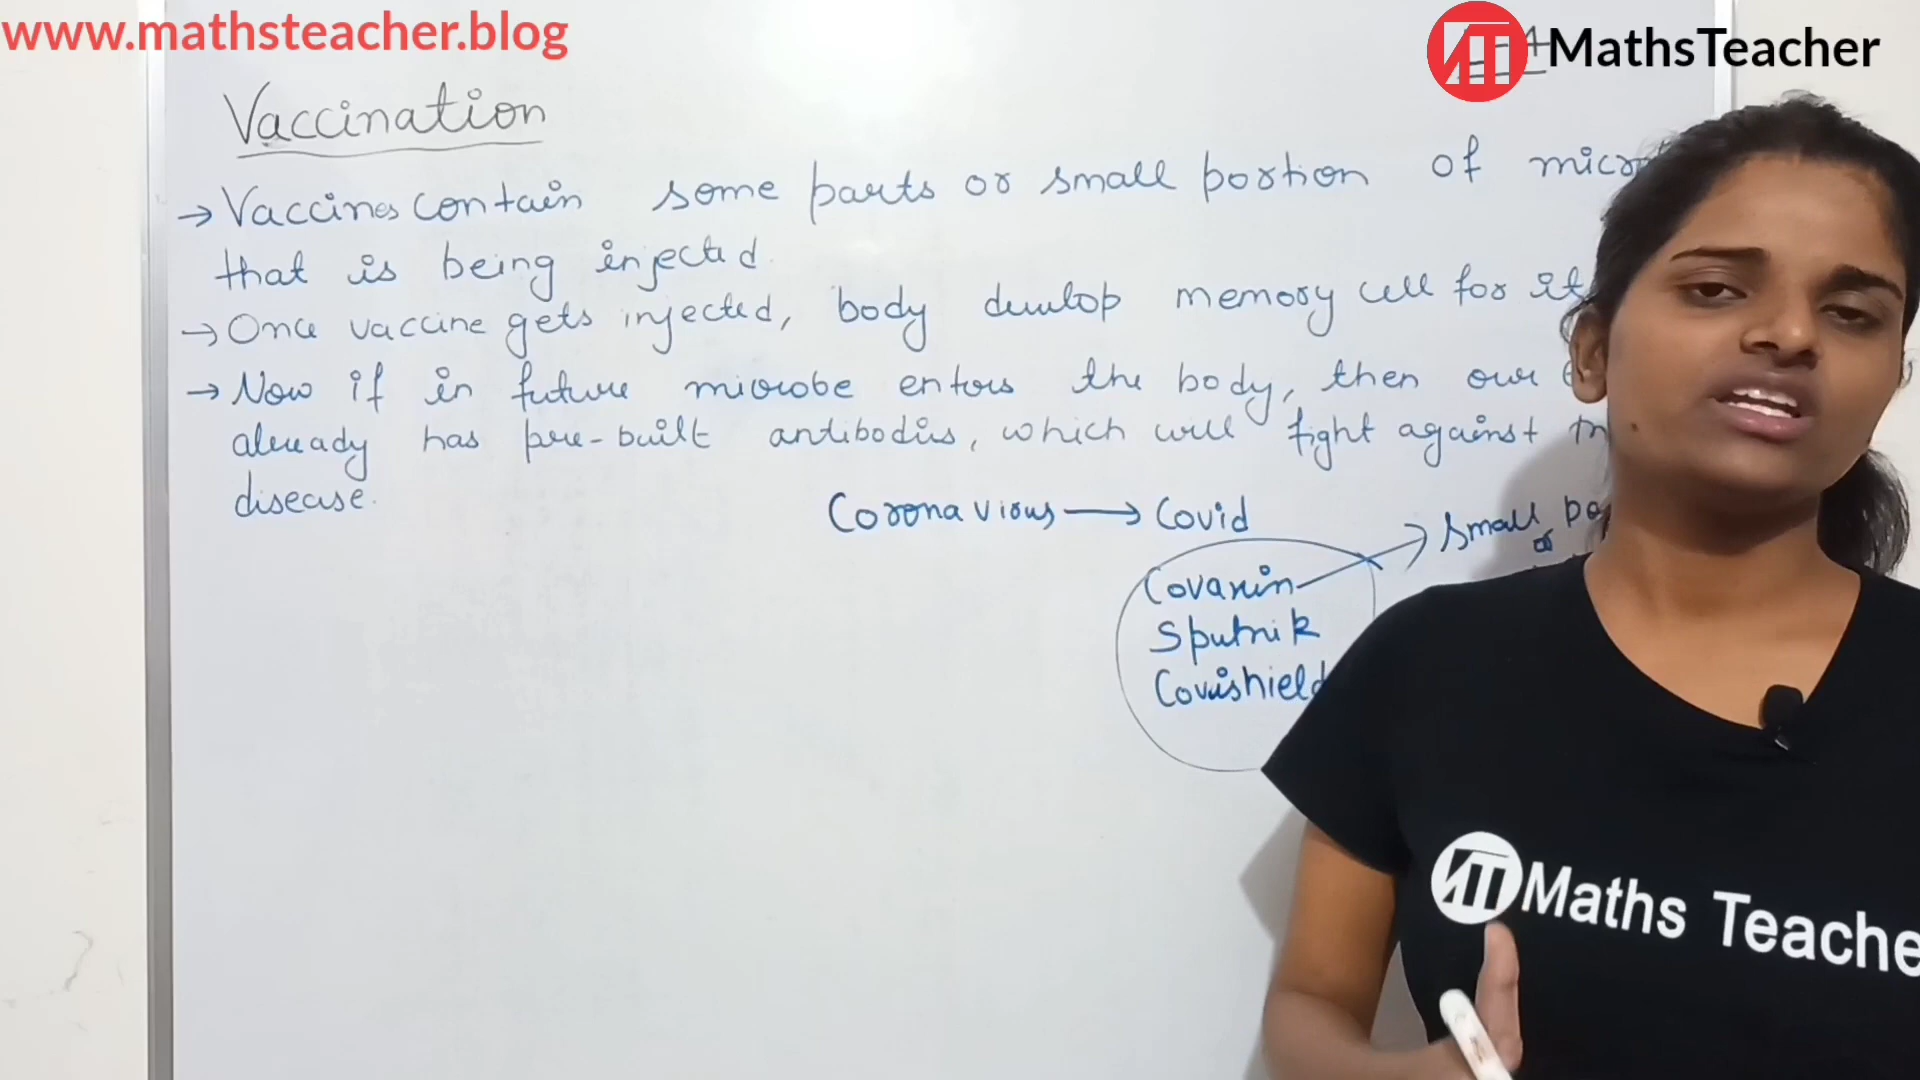 www.mathsteacher.blog
MathsTeacher
Vaccination
→ Vaccines contain some parts or small portion of
that is being injected.
→ Once vaccine gets injected, body develop memory cell for it
→ Now if in future microbe enters the body, then our
already has pre-built antibodies, which will fight against
disease.
Coronavirus → Covid
small
or
Covaxin
Sputnik
Covishield
Maths Teache